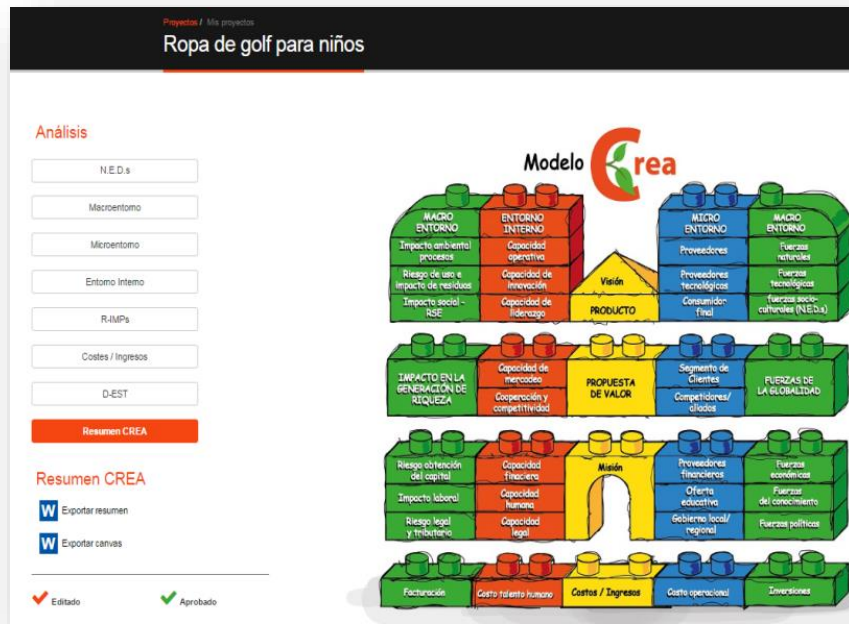 Proyectos / Mis proyectos
Ropa de golf para niños
Análisis
N.E.D.s
Macroentorno
Microentorno
Entorno Interno
R-IMPs
Costes / Ingresos
D-EST
Resumen CREA
Resumen CREA
Exportar resumen
Exportar canvas
Editado
Aprobado
Modelo Crea
MACRO
ENTORNO
Impacto ambiental
procesos
Riesgo de uso e
impacto de residuos
Impacto social -
RSE
ENTORNO
INTERNO
Capacidad
operativa
Capacidad de
innovación
Capacidad de
liderazgo
Visión
PRODUCTO
MICRO
ENTORNO
Proveedores
Proveedores
tecnológicos
Consumidor
final
MACRO
ENTORNO
Fuerzas
naturales
Fuerzas
tecnológicas
fuerzas socio-
culturales (N.E.D.s)
IMPACTO EN LA
GENERACIÓN DE
RIQUEZA
Capacidad de
mercadeo
Cooperación y
competitividad
PROPUESTA
DE VALOR
Segmento de
Clientes
Competidores/
aliados
FUERZAS DE
LA GLOBALIDAD
Riesgo obtención
del capital
Impacto laboral
Riesgo legal
y tributario
Capacidad
finaciera
Capacidad
humana
Capacidad
legal
Misión
Proveedores
financieros
Oferta
educativa
Gobierno local/
regional
Fuerzas
económicas
Fuerzas
del conocimiento
Fuerzas políticas
Facturación
Costo talento humano
Costos / Ingresos
Costo operacional
Inversiones